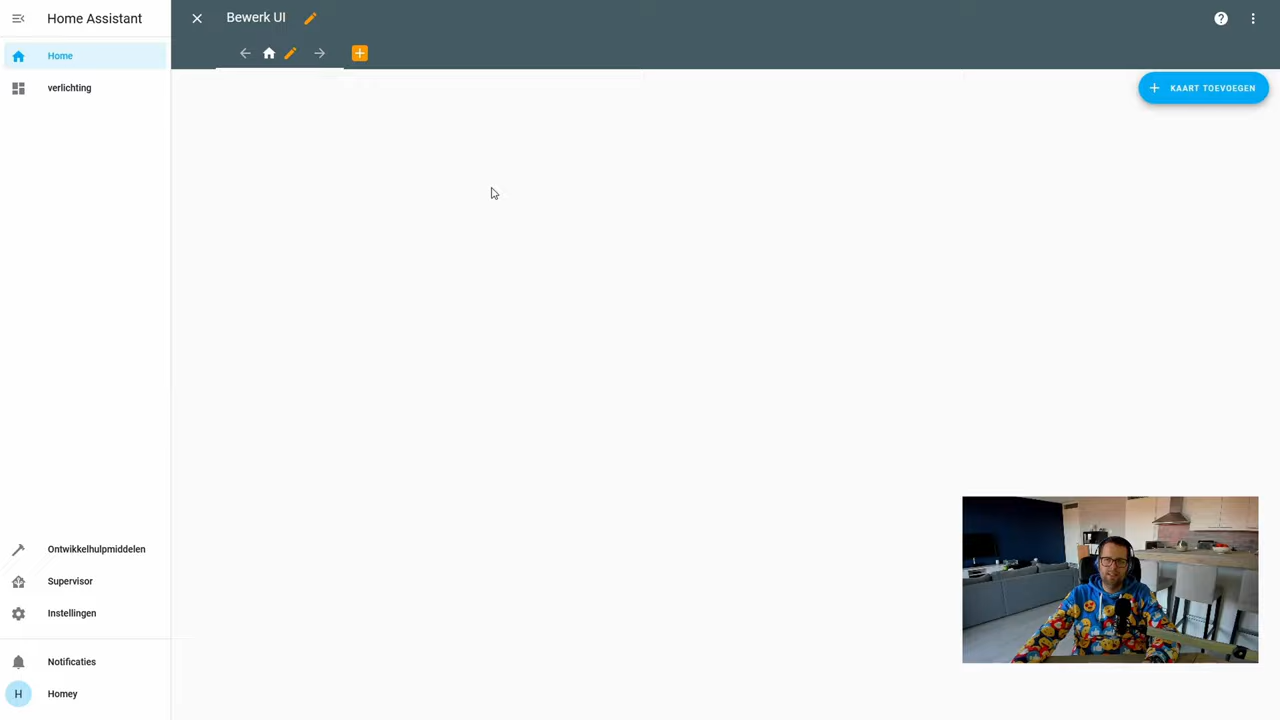 Home Assistant
Bewerk UI
Home
verlichting
KAART TOEVOEGEN
Ontwikkelhulpmiddelen
Supervisor
Instellingen
Notificaties
H
Homey